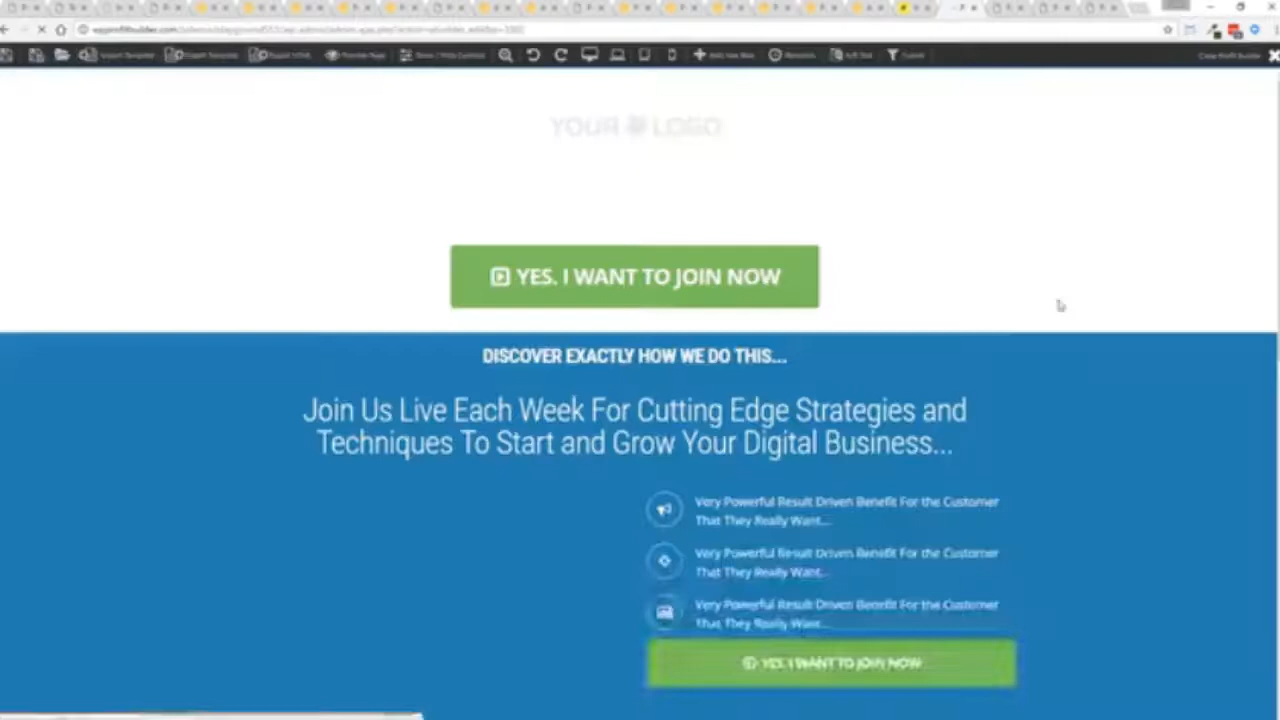 YOUR LOGO
YES. I WANT TO JOIN NOW
DISCOVER EXACTLY HOW WE DO THIS...
Join Us Live Each Week For Cutting Edge Strategies and
Techniques To Start and Grow Your Digital Business...
Very Powerful Result Driven Benefit For the Customer
That They Really Want...
Very Powerful Result Driven Benefit For the Customer
That They Really Want...
Very Powerful Result Driven Benefit For the Customer
That They Really Want...
YES. I WANT TO JOIN NOW